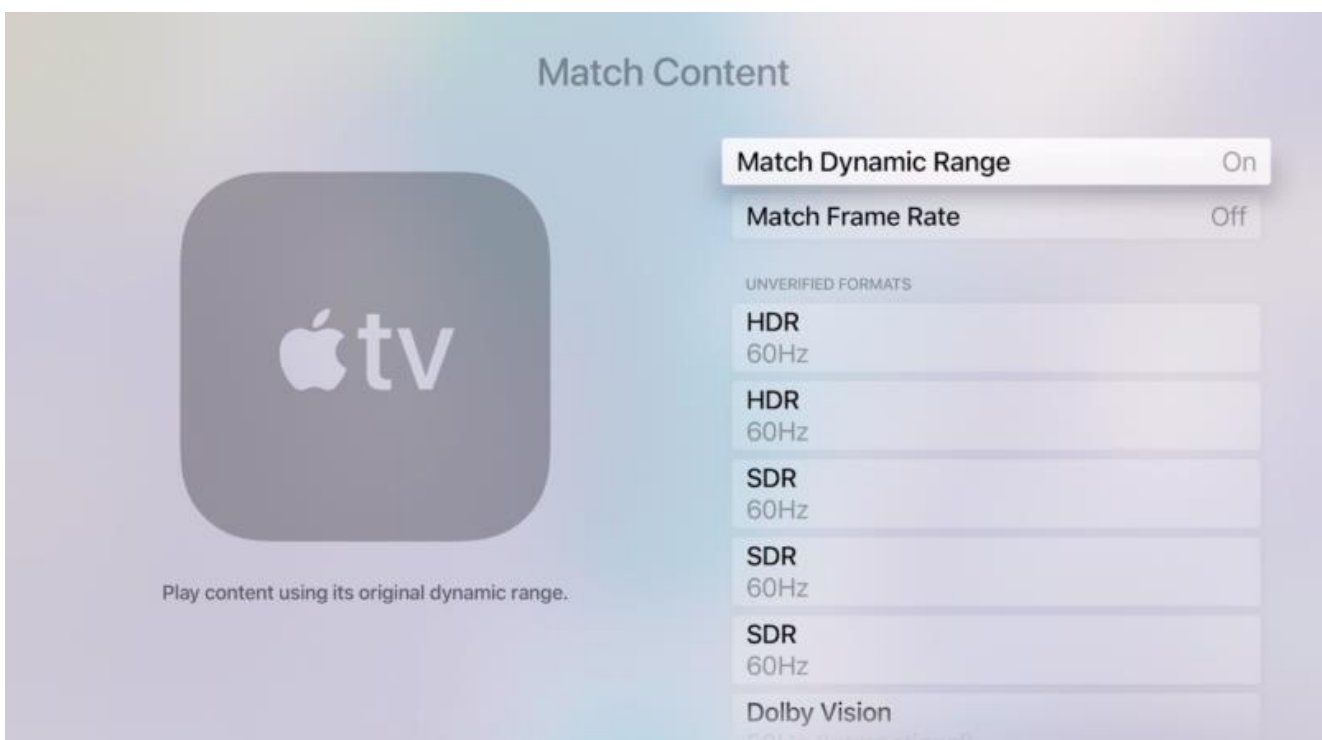 Match Content
Match Dynamic Range On
Match Frame Rate Off
UNVERIFIED FORMATS
HDR
60Hz
HDR
60Hz
SDR
60Hz
SDR
60Hz
SDR
60Hz
Dolby Vision
tv
Play content using its original dynamic range.